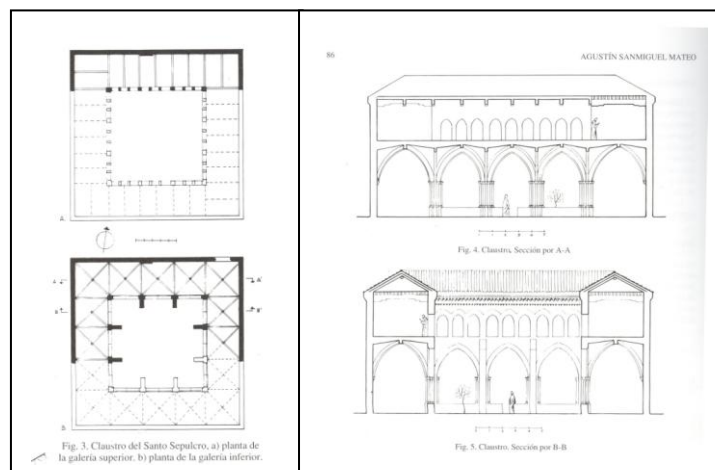 A.
B.
Fig. 3. Claustro del Santo Sepulcro, a) planta de
la galería superior. b) planta de la galería inferior.
86
AGUSTÍN SANMIGUEL MATEO
Fig. 4. Claustro. Sección por A-A
Fig. 5. Claustro. Sección por B-B